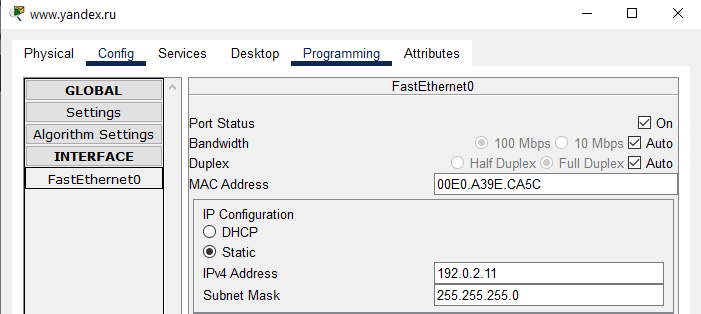 www.yandex.ru
Physical Config Services Desktop Programming Attributes
GLOBAL
Settings
Algorithm Settings
INTERFACE
FastEthernet0
FastEthernet0
Port Status On
Bandwidth 100 Mbps 10 Mbps Auto
Duplex Half Duplex Full Duplex Auto
MAC Address 00E0.A39E.CA5C
IP Configuration
DHCP
Static
IPv4 Address 192.0.2.11
Subnet Mask 255.255.255.0